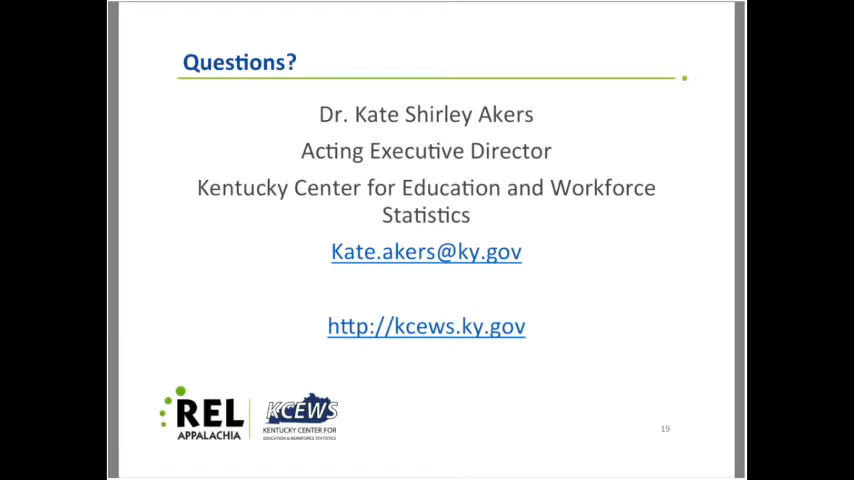 Questions?
Dr. Kate Shirley Akers
Acting Executive Director
Kentucky Center for Education and Workforce
Statistics
Kate.akers@ky.gov
http://kcews.ky.gov
REL
APPALACHIA
KCEWS
KENTUCKY CENTER FOR
EDUCATION & WORKFORCE STATISTICS
19